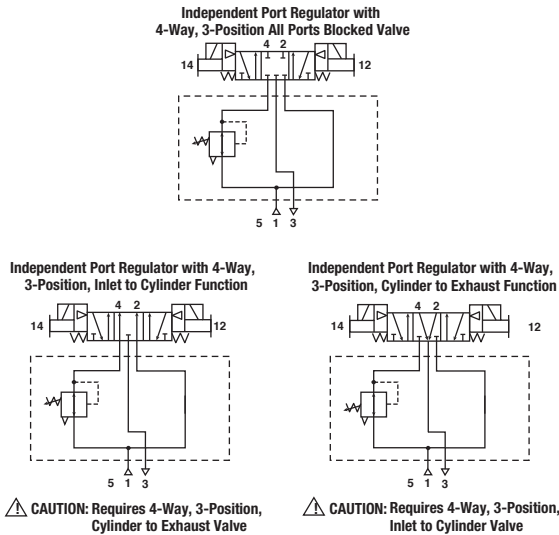 Independent Port Regulator with
4-Way, 3-Position All Ports Blocked Valve
4 2
14 12
5 1 3
Independent Port Regulator with 4-Way,
3-Position, Inlet to Cylinder Function
4 2
14 12
5 1 3
CAUTION: Requires 4-Way, 3-Position,
Cylinder to Exhaust Valve
Independent Port Regulator with 4-Way,
3-Position, Cylinder to Exhaust Function
4 2
14 12
5 1 3
CAUTION: Requires 4-Way, 3-Position,
Inlet to Cylinder Valve